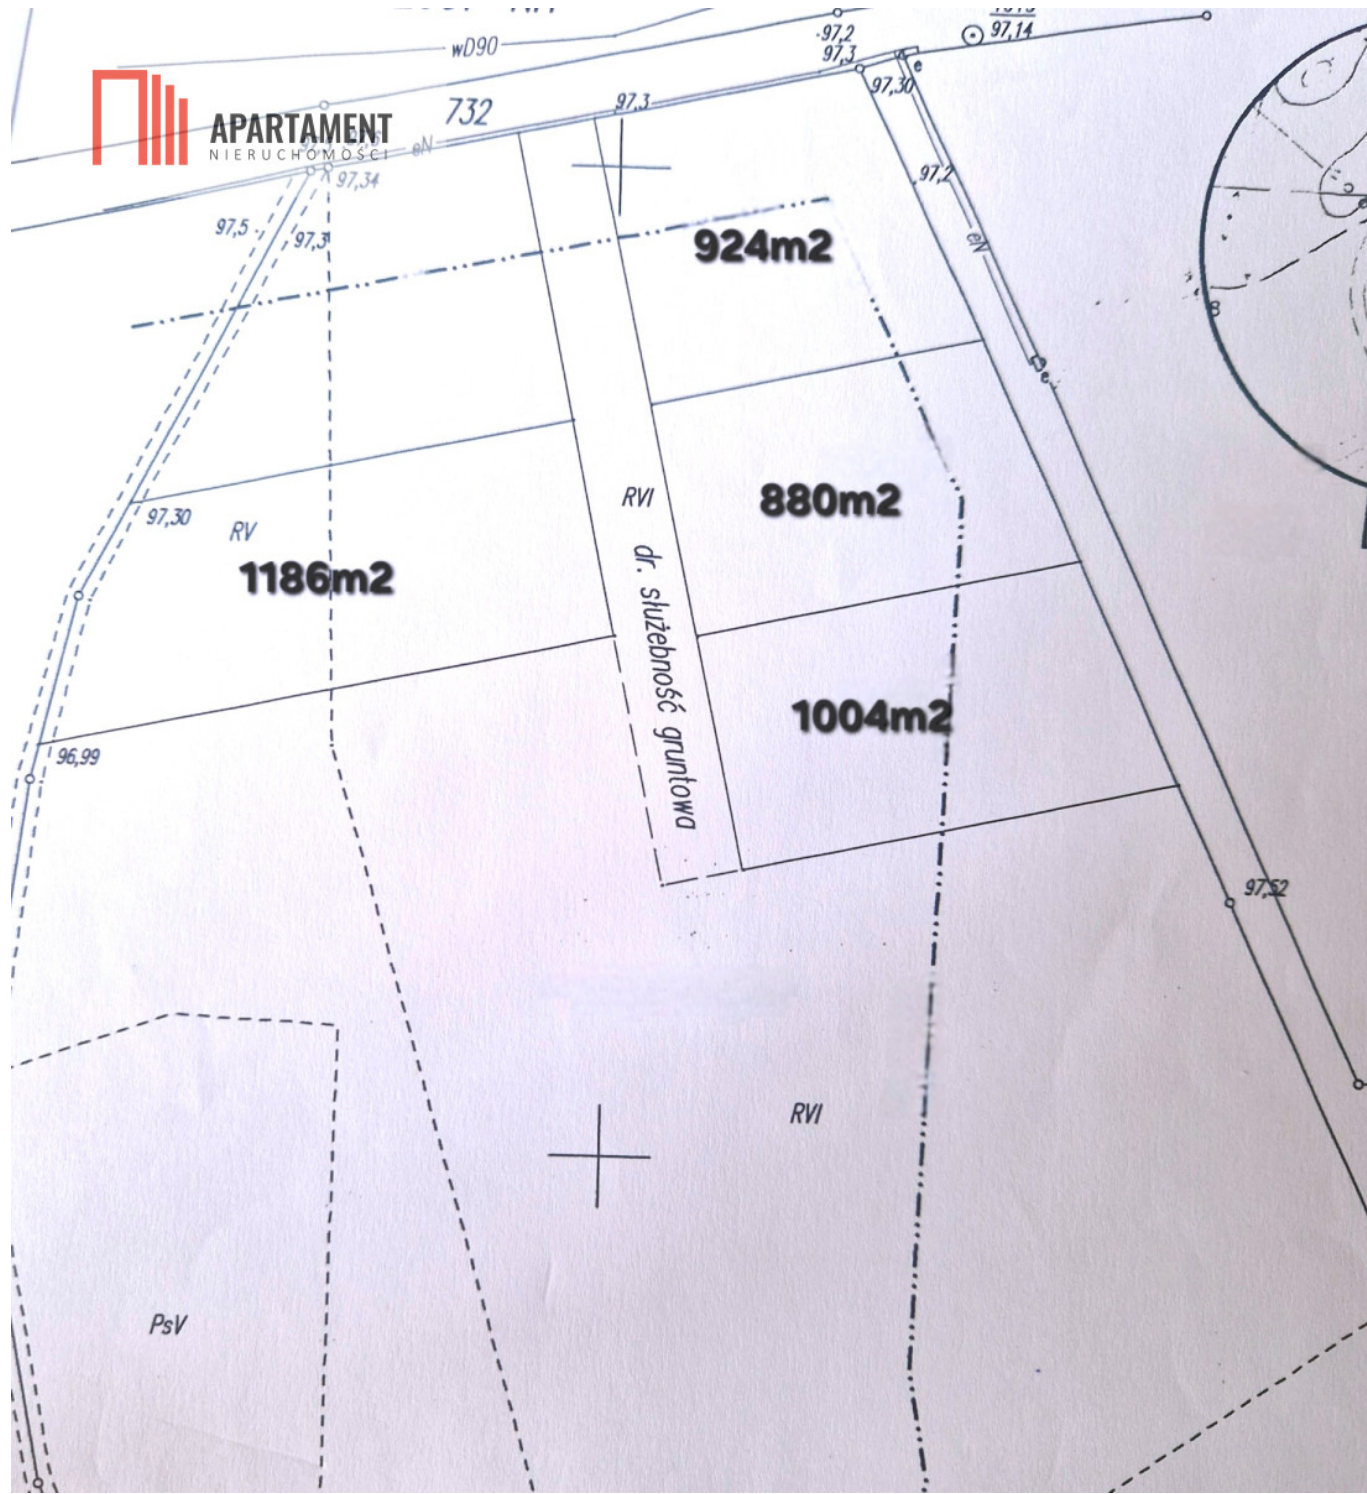 wD90
97,2
97,3
97,14
e
97,30
732
97,3
APARTAMENT
NIERUCHOMOŚCI
eN
97,34
97,2
97,5
97,3
924m2
eN
e
97,30
RV
RVI
880m2
1186m2
dr. służebność gruntowa
1004m2
96,99
97,52
RVI
PsV